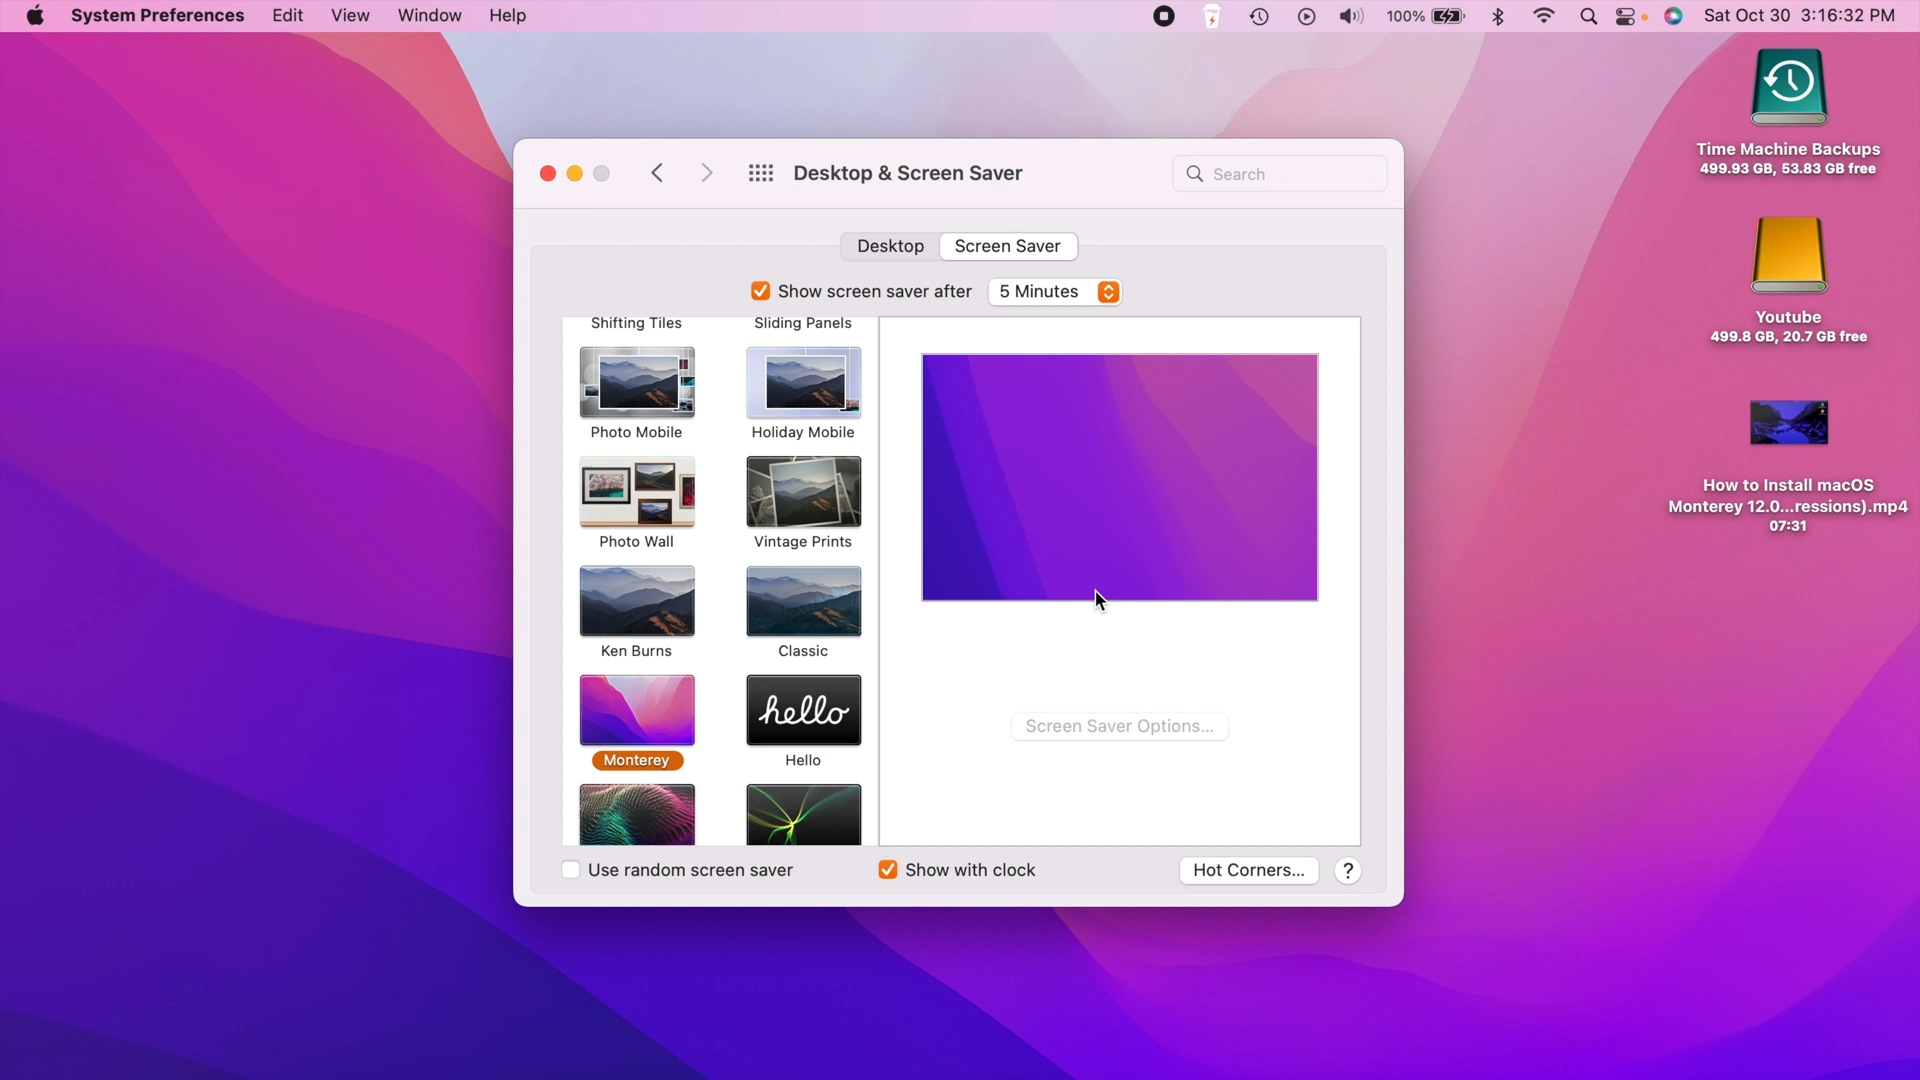 System Preferences Edit View Window Help 100% Sat Oct 30 3:16:32 PM
Time Machine Backups
499.93 GB, 53.83 GB free
Youtube
499.8 GB, 20.7 GB free
How to Install macOS
Monterey 12.0...ressions).mp4
07:31
Desktop & Screen Saver Search
Desktop Screen Saver
Show screen saver after 5 Minutes
Shifting Tiles Sliding Panels
Photo Mobile Holiday Mobile
Photo Wall Vintage Prints
Ken Burns Classic
hello
Monterey Hello
Screen Saver Options...
Use random screen saver Show with clock Hot Corners... ?